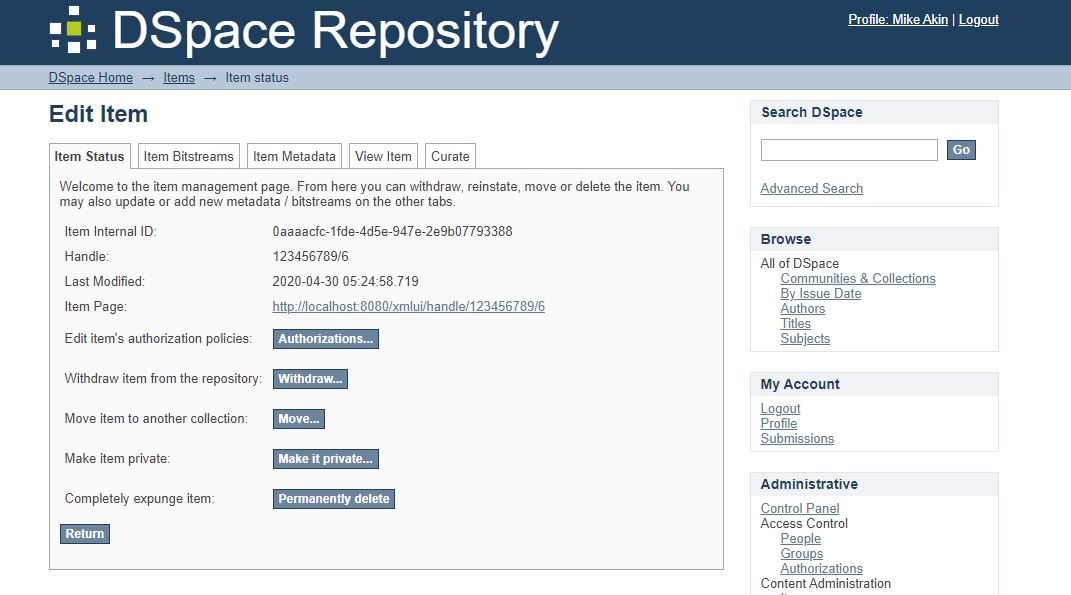 DSpace Repository
Profile: Mike Akin | Logout
DSpace Home → Items → Item status
Edit Item
Item Status
Item Bitstreams
Item Metadata
View Item
Curate
Welcome to the item management page. From here you can withdraw, reinstate, move or delete the item. You
may also update or add new metadata / bitstreams on the other tabs.
Item Internal ID: 0aaaacfc-1fde-4d5e-947e-2e9b07793388
Handle: 123456789/6
Last Modified: 2020-04-30 05:24:58.719
Item Page: http://localhost:8080/xmlui/handle/123456789/6
Edit item's authorization policies: Authorizations...
Withdraw item from the repository: Withdraw...
Move item to another collection: Move...
Make item private: Make it private...
Completely expunge item: Permanently delete
Return
Search DSpace
Go
Advanced Search
Browse
All of DSpace
Communities & Collections
By Issue Date
Authors
Titles
Subjects
My Account
Logout
Profile
Submissions
Administrative
Control Panel
Access Control
People
Groups
Authorizations
Content Administration